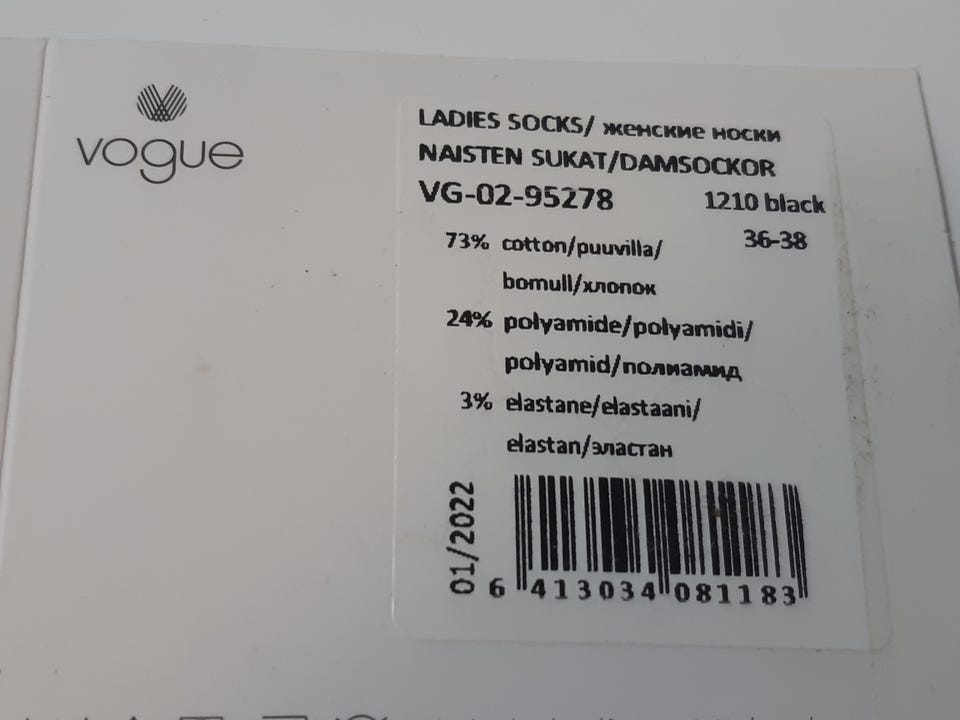 vogue
LADIES SOCKS/ женские носки
NAISTEN SUKAT/DAMSOCKOR
VG-02-95278 1210 black
36-38
73% cotton/puuvilla/
bomull/хлопок
24% polyamide/polyamidi/
polyamid/полиамид
3% elastane/elastaani/
elastan/эластан
01/2022
6 413034 081183